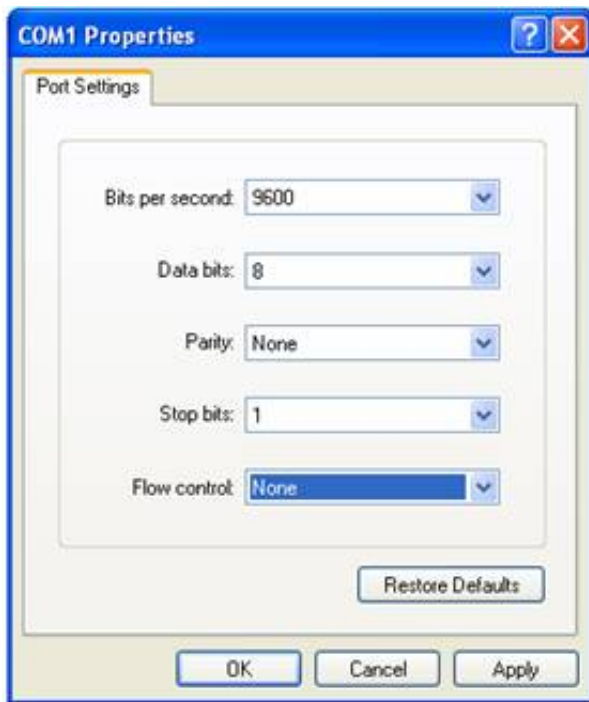 COM1 Properties
Port Settings
Bits per second: 9600
Data bits: 8
Parity: None
Stop bits: 1
Flow control: None
Restore Defaults
OK Cancel Apply